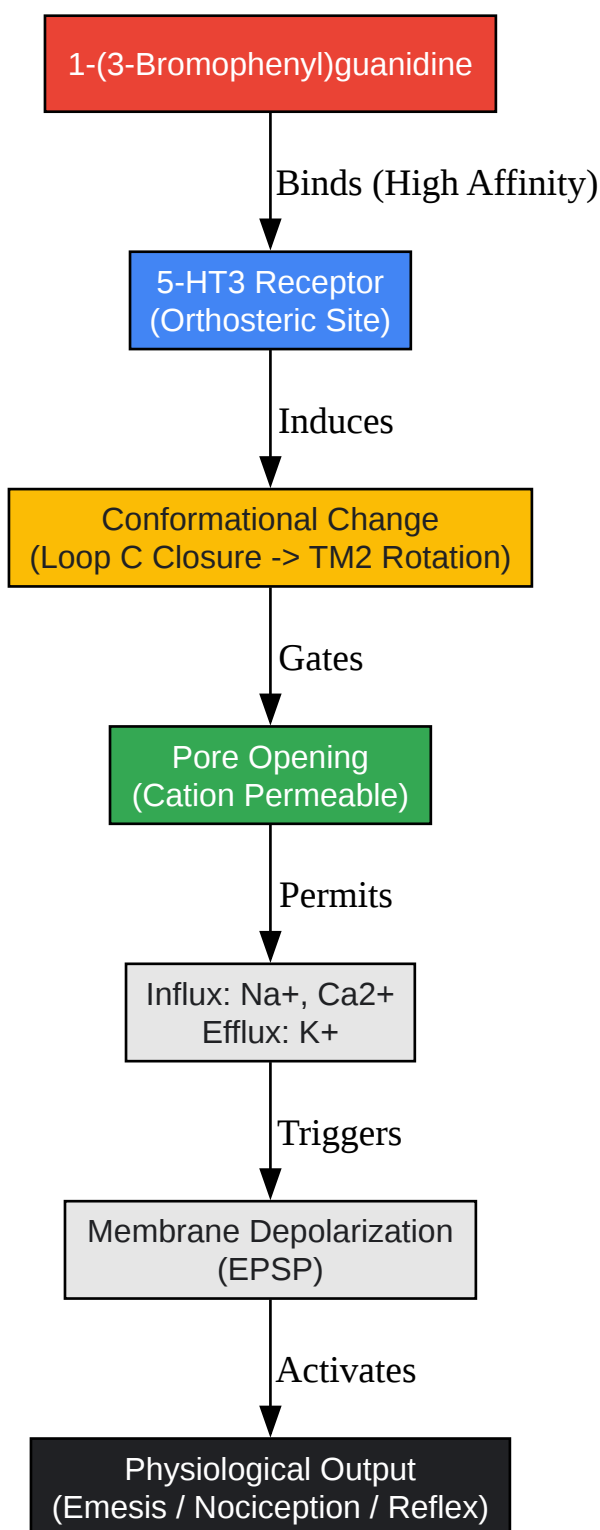 1-(3-Bromophenyl)guanidine
Binds (High Affinity)
5-HT3 Receptor
(Orthosteric Site)
Induces
Conformational Change
(Loop C Closure -> TM2 Rotation)
Gates
Pore Opening
(Cation Permeable)
Permits
Influx: Na+, Ca2+
Efflux: K+
Triggers
Membrane Depolarization
(EPSP)
Activates
Physiological Output
(Emesis / Nociception / Reflex)